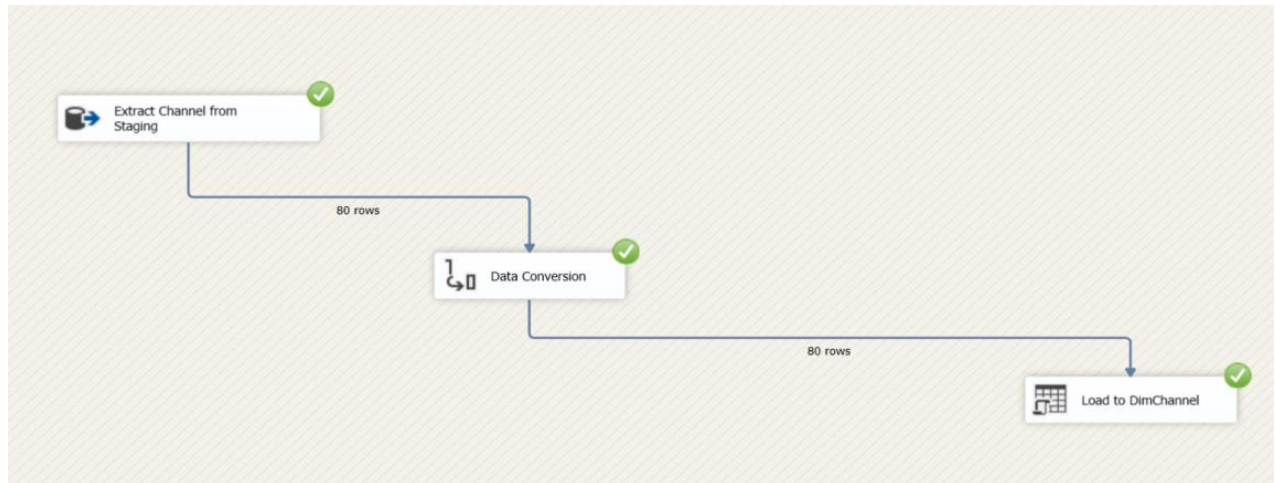 Extract Channel from
Staging
80 rows
Data Conversion
80 rows
Load to DimChannel